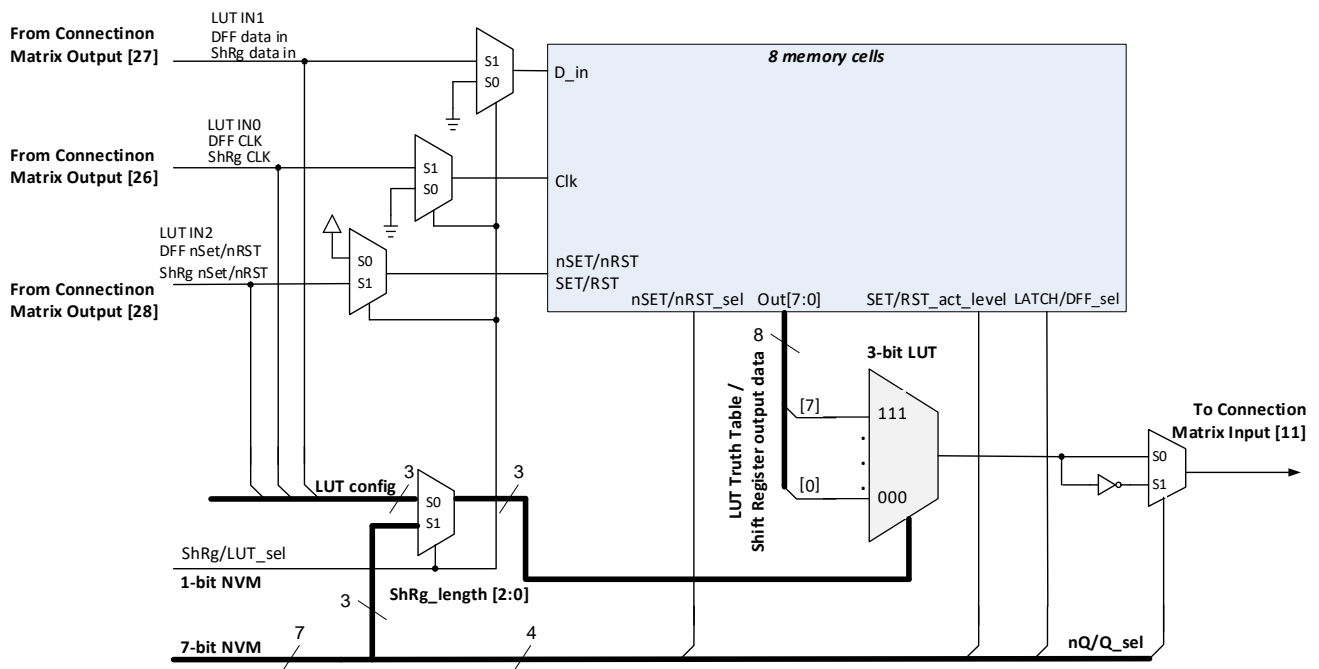 From Connectinon
Matrix Output [27]
LUT IN1
DFF data in
ShRg data in
S1
S0
D_in
8 memory cells
From Connectinon
Matrix Output [26]
LUT IN0
DFF CLK
ShRg CLK
S1
S0
Clk
LUT IN2
DFF nSet/nRST
ShRg nSet/nRST
From Connectinon
Matrix Output [28]
S0
S1
nSET/nRST
SET/RST
nSET/nRST_sel
Out[7:0]
SET/RST_act_level
LATCH/DFF_sel
8
3-bit LUT
LUT Truth Table /
Shift Register output data
[7]
111
[0]
000
To Connection
Matrix Input [11]
S0
S1
LUT config
3
S0
S1
3
ShRg/LUT_sel
1-bit NVM
ShRg_length [2:0]
3
7-bit NVM
7
4
nQ/Q_sel